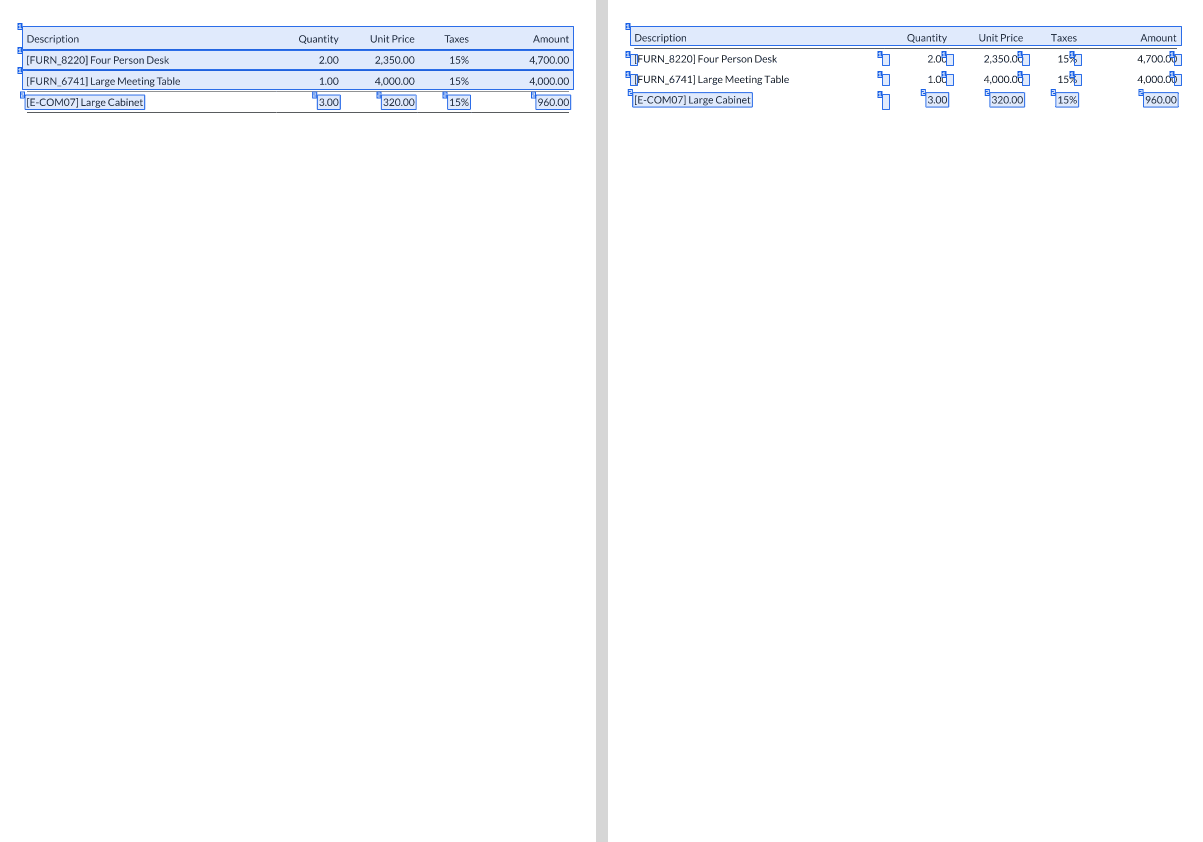 Description Quantity Unit Price Taxes Amount
[FURN_8220] Four Person Desk 2.00 2,350.00 15% 4,700.00
[FURN_6741] Large Meeting Table 1.00 4,000.00 15% 4,000.00
[E-COM07] Large Cabinet 3.00 320.00 15% 960.00
Description Quantity Unit Price Taxes Amount
[FURN_8220] Four Person Desk 2.00 2,350.00 15% 4,700.00
[FURN_6741] Large Meeting Table 1.00 4,000.00 15% 4,000.00
[E-COM07] Large Cabinet 3.00 320.00 15% 960.00